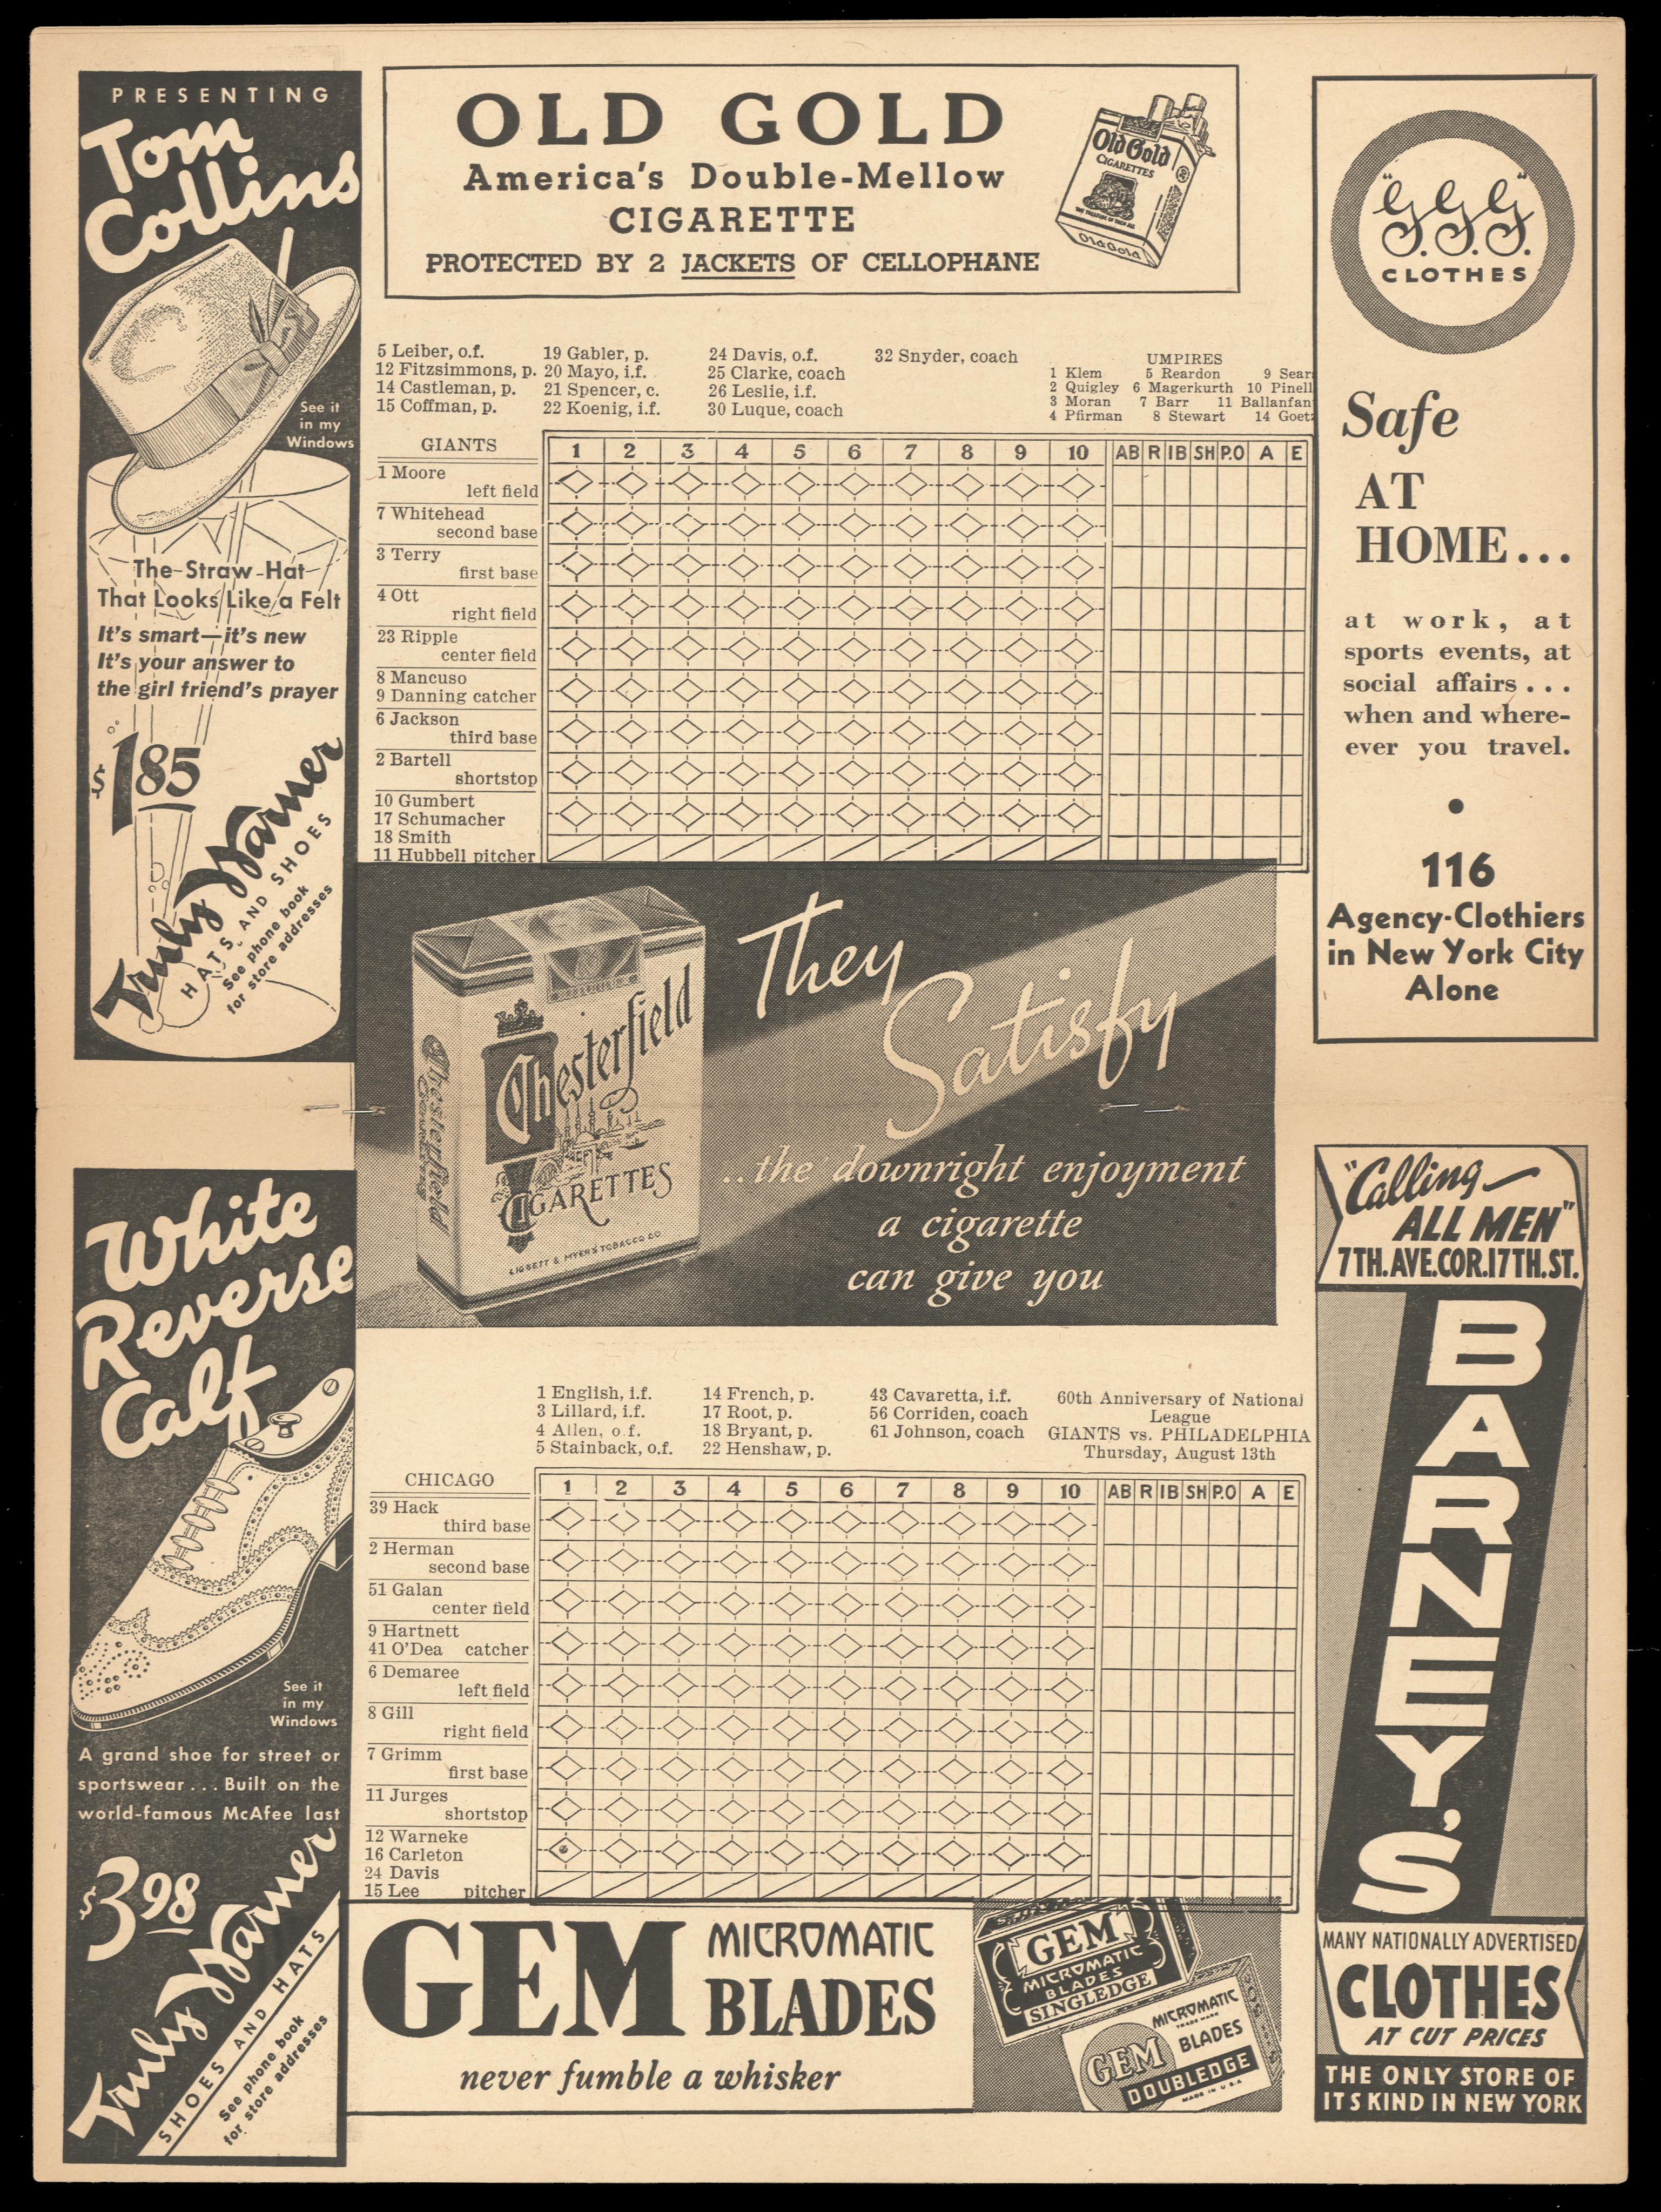 PRESENTING
Tom
Collins
See it
in my
Windows
The Straw Hat
That Looks Like a Felt
It's smart—it's new
It's your answer to
the girl friend's prayer
$1.85
Truly Warner
HATS AND SHOES
See phone book
for store addresses
OLD GOLD
America's Double-Mellow
CIGARETTE
PROTECTED BY 2 JACKETS OF CELLOPHANE
Old Gold
CIGARETTES
Old Gold
"G.G.G."
CLOTHES
Safe
AT
HOME...
at work, at
sports events, at
social affairs...
when and where-
ever you travel.
•
116
Agency-Clothiers
in New York City
Alone
5 Leiber, o.f. 19 Gabler, p. 24 Davis, o.f. 32 Snyder, coach
12 Fitzsimmons, p. 20 Mayo, i.f. 25 Clarke, coach
14 Castleman, p. 21 Spencer, c. 26 Leslie, i.f.
15 Coffman, p. 22 Koenig, i.f. 30 Luque, coach
UMPIRES
1 Klem 5 Reardon 9 Sears
2 Quigley 6 Magerkurth 10 Pinell
3 Moran 7 Barr 11 Ballanfan
4 Pfirman 8 Stewart 14 Goetz
GIANTS 1 2 3 4 5 6 7 8 9 10 AB R IB SH P.O A E
1 Moore
left field
7 Whitehead
second base
3 Terry
first base
4 Ott
right field
23 Ripple
center field
8 Mancuso
9 Danning catcher
6 Jackson
third base
2 Bartell
shortstop
10 Gumbert
17 Schumacher
18 Smith
11 Hubbell pitcher
Chesterfield
CIGARETTES
Chesterfield
CIGARETTES
LIGGETT & MYERS TOBACCO CO
They
Satisfy
..the downright enjoyment
a cigarette
can give you
White
Reverse
Calf
See it
in my
Windows
A grand shoe for street or
sportswear... Built on the
world-famous McAfee last
$3.98
Truly Warner
SHOES AND HATS
See phone book
for store addresses
1 English, i.f. 14 French, p. 43 Cavaretta, i.f.
3 Lillard, i.f. 17 Root, p. 56 Corriden, coach
4 Allen, o.f. 18 Bryant, p. 61 Johnson, coach
5 Stainback, o.f. 22 Henshaw, p.
60th Anniversary of National
League
GIANTS vs. PHILADELPHIA
Thursday, August 13th
CHICAGO 1 2 3 4 5 6 7 8 9 10 AB R IB SH P.O A E
39 Hack
third base
2 Herman
second base
51 Galan
center field
9 Hartnett
41 O'Dea catcher
6 Demaree
left field
8 Gill
right field
7 Grimm
first base
11 Jurges
shortstop
12 Warneke
16 Carleton
24 Davis
15 Lee pitcher
GEM MICROMATIC
BLADES
never fumble a whisker
GEM
MICROMATIC
BLADES
SINGLEDGE
MICROMATIC
TRADE MARK
GEM BLADES
DOUBLEDGE
MADE IN U.S.A
"Calling
ALL MEN"
7TH. AVE. COR. 17TH. ST.
BARNEY'S
MANY NATIONALLY ADVERTISED
CLOTHES
AT CUT PRICES
THE ONLY STORE OF
ITS KIND IN NEW YORK